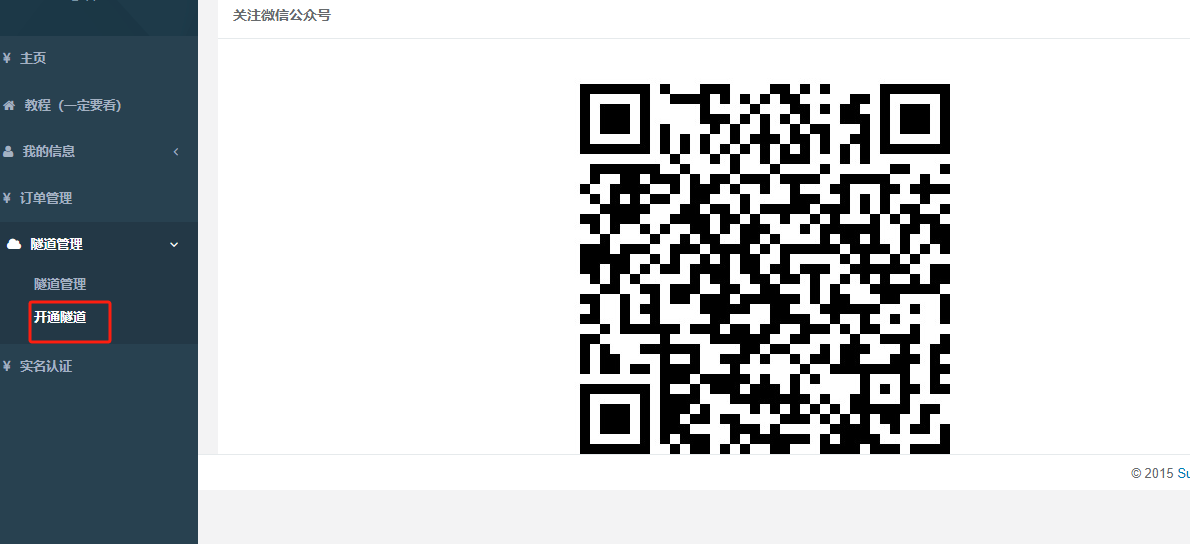 关注微信公众号
¥ 主页
教程（一定要看）
我的信息
¥ 订单管理
隧道管理
隧道管理
开通隧道
¥ 实名认证
© 2015 Su